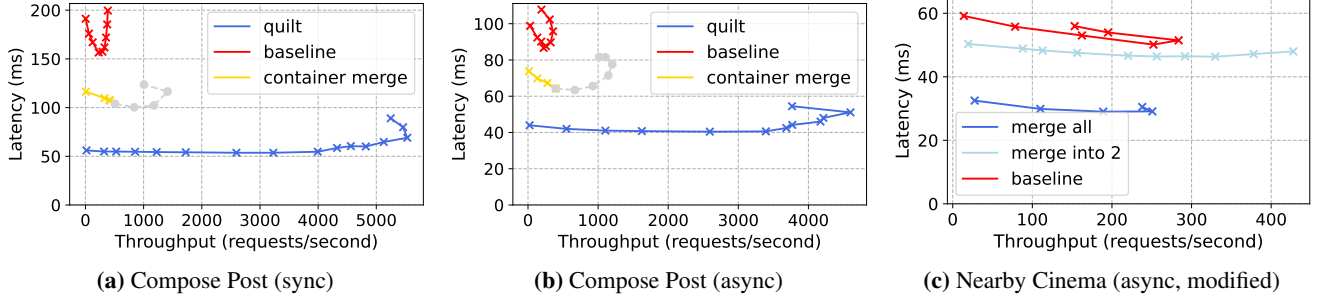 200
150
100
50
0
Latency (ms)
quilt
baseline
container merge
0 1000 2000 3000 4000 5000
Throughput (requests/second)
(a) Compose Post (sync)
100
80
60
40
20
0
Latency (ms)
quilt
baseline
container merge
0 1000 2000 3000 4000
Throughput (requests/second)
(b) Compose Post (async)
60
40
20
0
Latency (ms)
merge all
merge into 2
baseline
0 100 200 300 400
Throughput (requests/second)
(c) Nearby Cinema (async, modified)